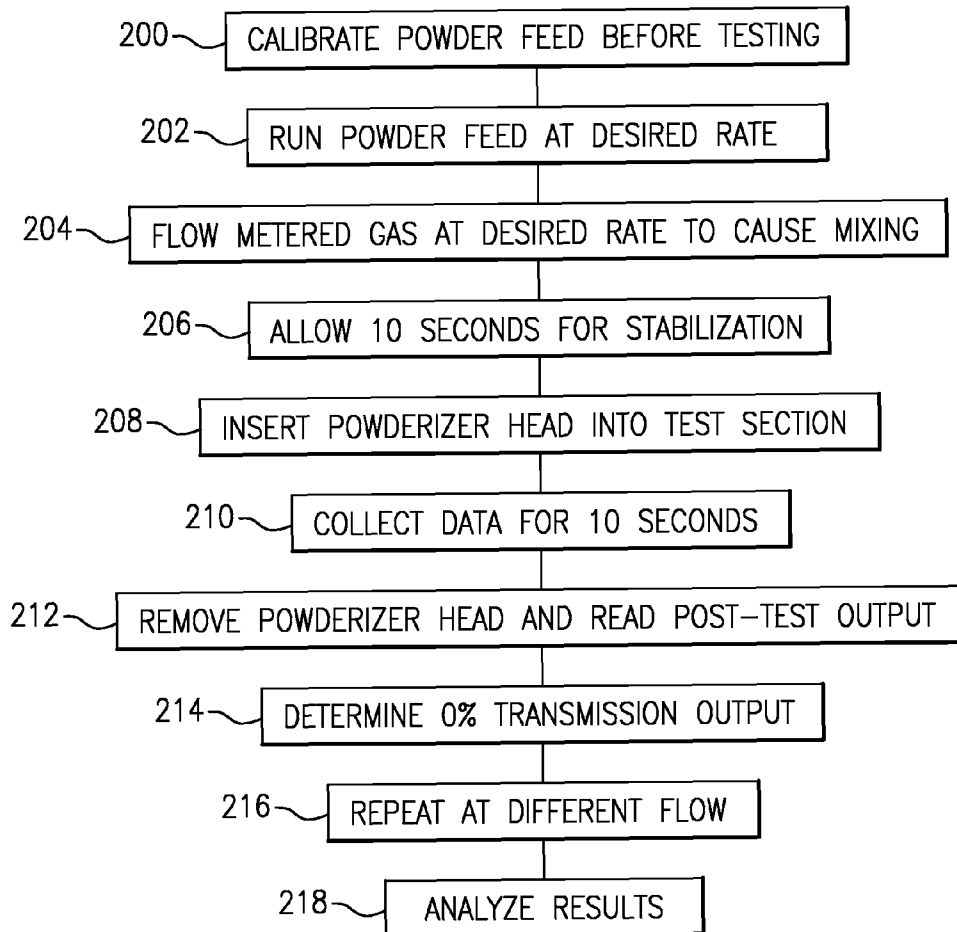 200 CALIBRATE POWDER FEED BEFORE TESTING
202 RUN POWDER FEED AT DESIRED RATE
204 FLOW METERED GAS AT DESIRED RATE TO CAUSE MIXING
206 ALLOW 10 SECONDS FOR STABILIZATION
208 INSERT POWDERIZER HEAD INTO TEST SECTION
210 COLLECT DATA FOR 10 SECONDS
212 REMOVE POWDERIZER HEAD AND READ POST-TEST OUTPUT
214 DETERMINE 0% TRANSMISSION OUTPUT
216 REPEAT AT DIFFERENT FLOW
218 ANALYZE RESULTS